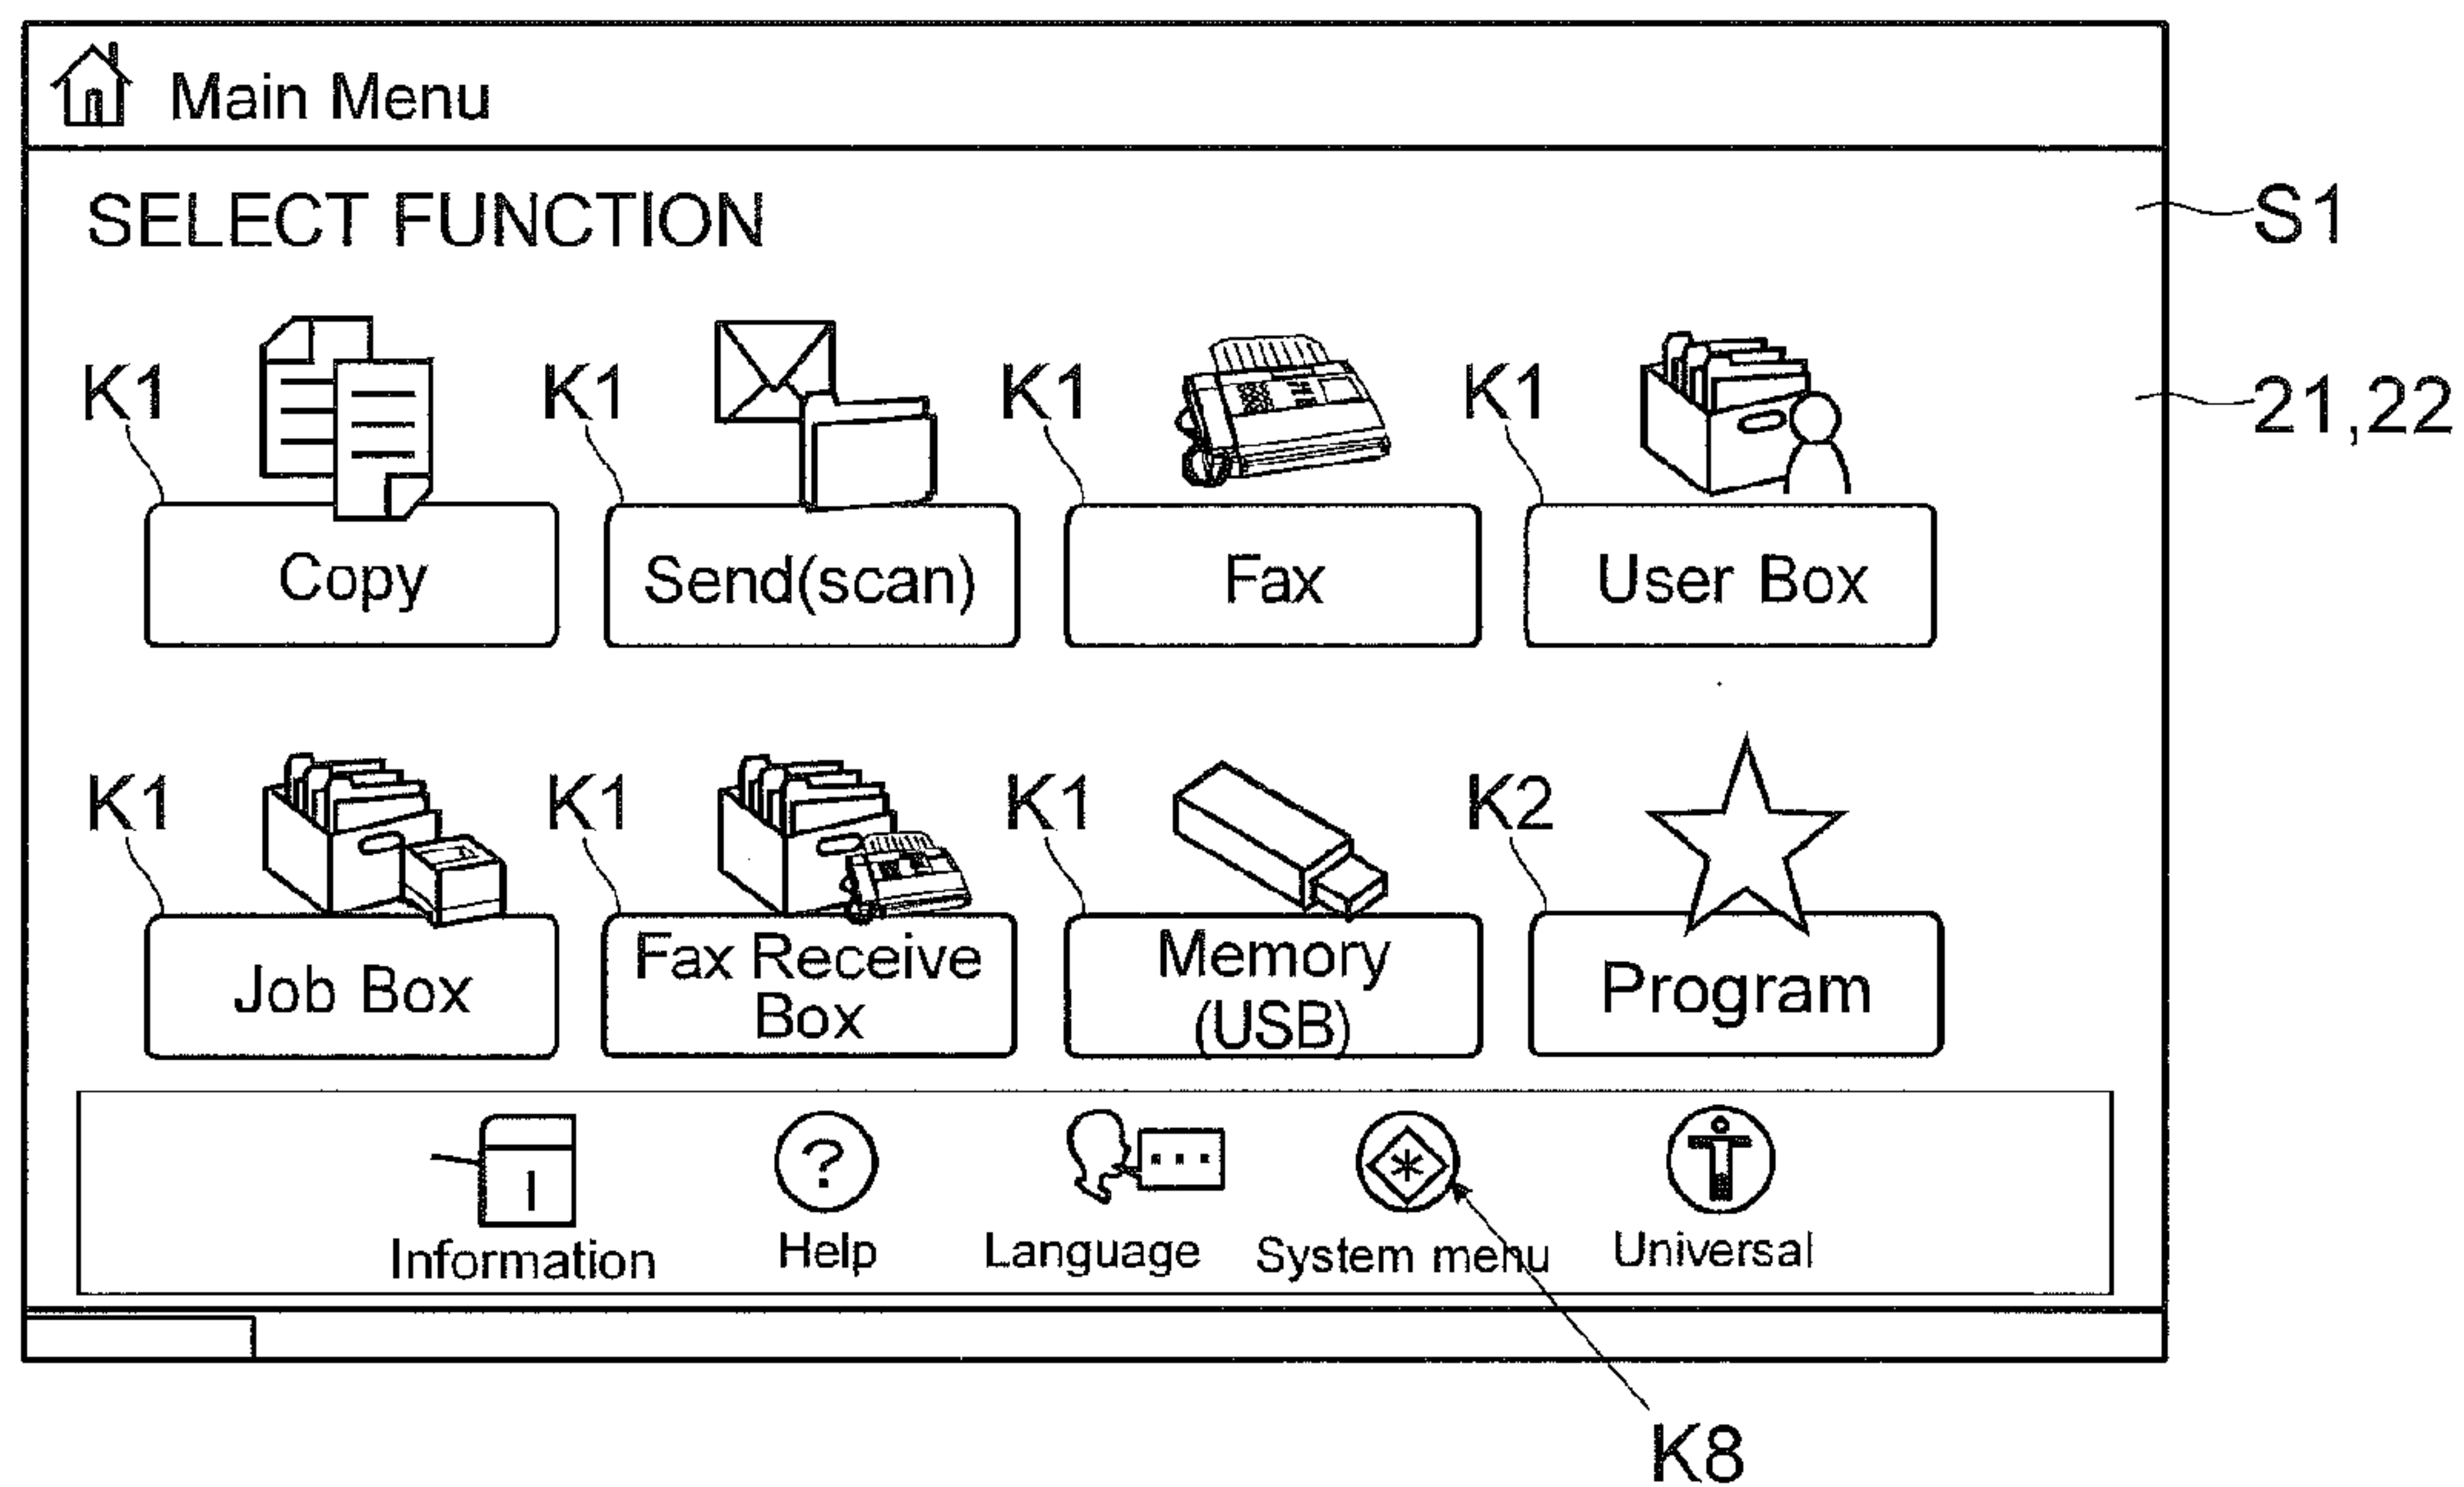 Main Menu
SELECT FUNCTION
S1
21,22
K1
K1
K1
K1
Copy
Send(scan)
Fax
User Box
K1
K1
K1
K2
Job Box
Fax Receive
Box
Memory
(USB)
Program
I
?
Information
Help
Language
System menu
Universal
K8